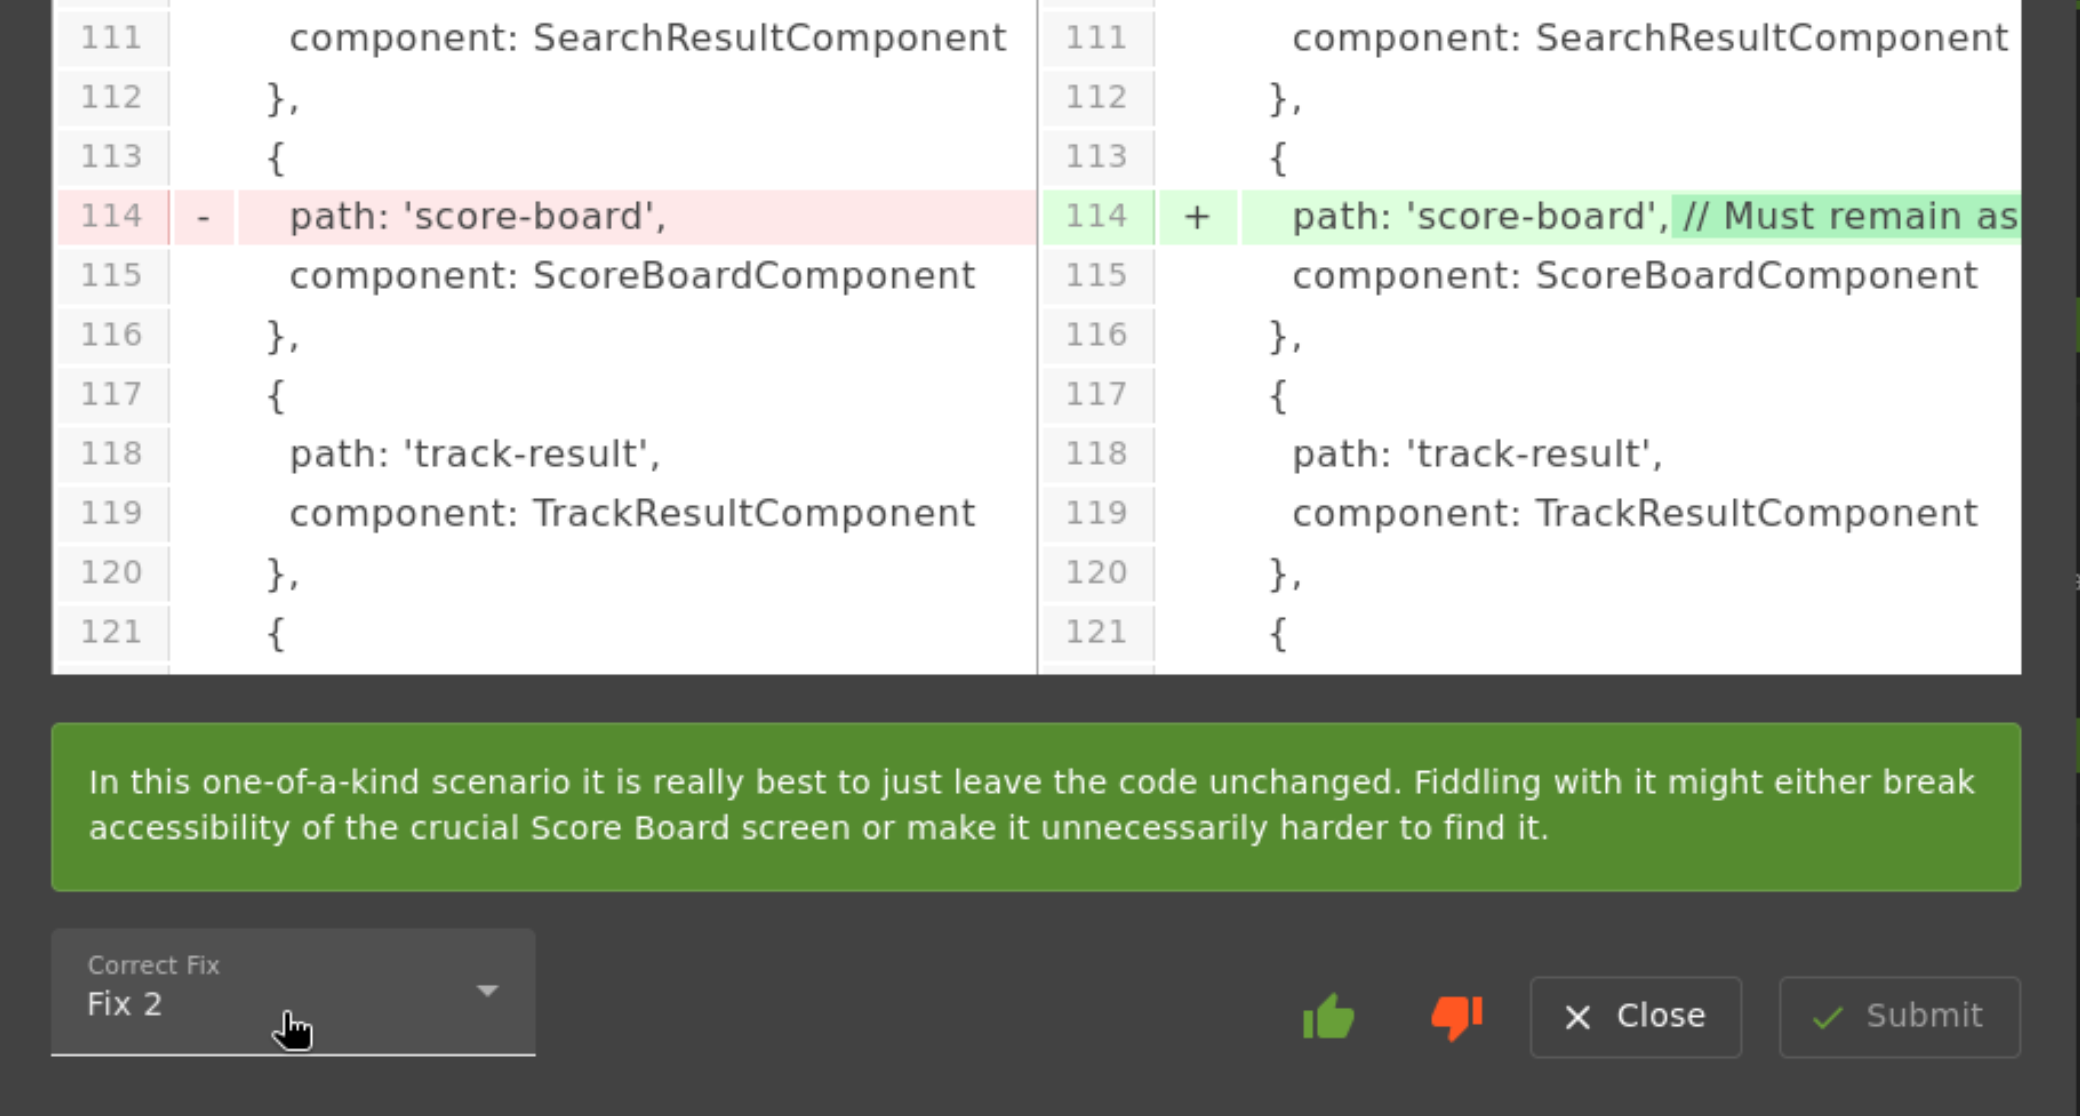 111 component: SearchResultComponent
112 },
113 {
114 - path: 'score-board',
115 component: ScoreBoardComponent
116 },
117 {
118 path: 'track-result',
119 component: TrackResultComponent
120 },
121 {
111 component: SearchResultComponent
112 },
113 {
114 + path: 'score-board', // Must remain as
115 component: ScoreBoardComponent
116 },
117 {
118 path: 'track-result',
119 component: TrackResultComponent
120 },
121 {
In this one-of-a-kind scenario it is really best to just leave the code unchanged. Fiddling with it might either break
accessibility of the crucial Score Board screen or make it unnecessarily harder to find it.
Correct Fix
Fix 2
Close
Submit